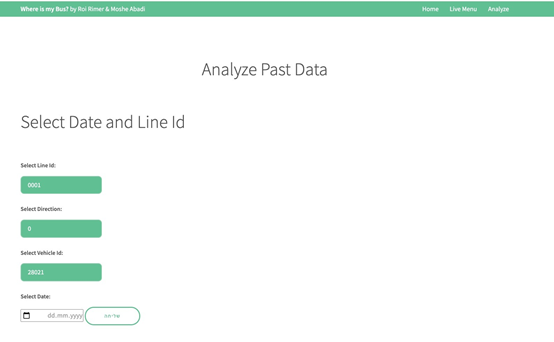 Where is my Bus? by Roi Rimer & Moshe Abadi
Home Live Menu Analyze
Analyze Past Data
Select Date and Line Id
Select Line Id:
0001
Select Direction:
0
Select Vehicle Id:
26021
Select Date:
dd.mm.yyyy שליחה